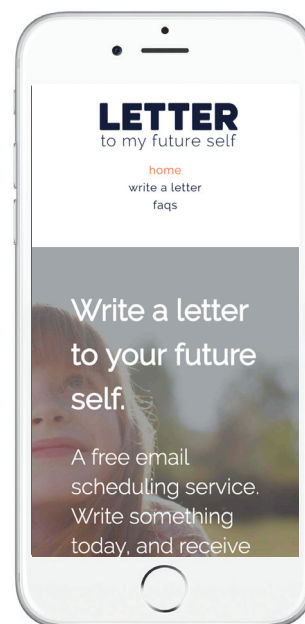 LETTER
to my future self
home
write a letter
faqs
Write a letter
to your future
self.
A free email
scheduling service.
Write something
today, and receive